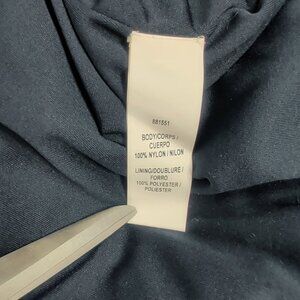 881551
BODY/CORPS/
CUERPO
100% NYLON / NILON
LINING/DOUBLURE /
FORRO
100% POLYESTER /
POLIESTER